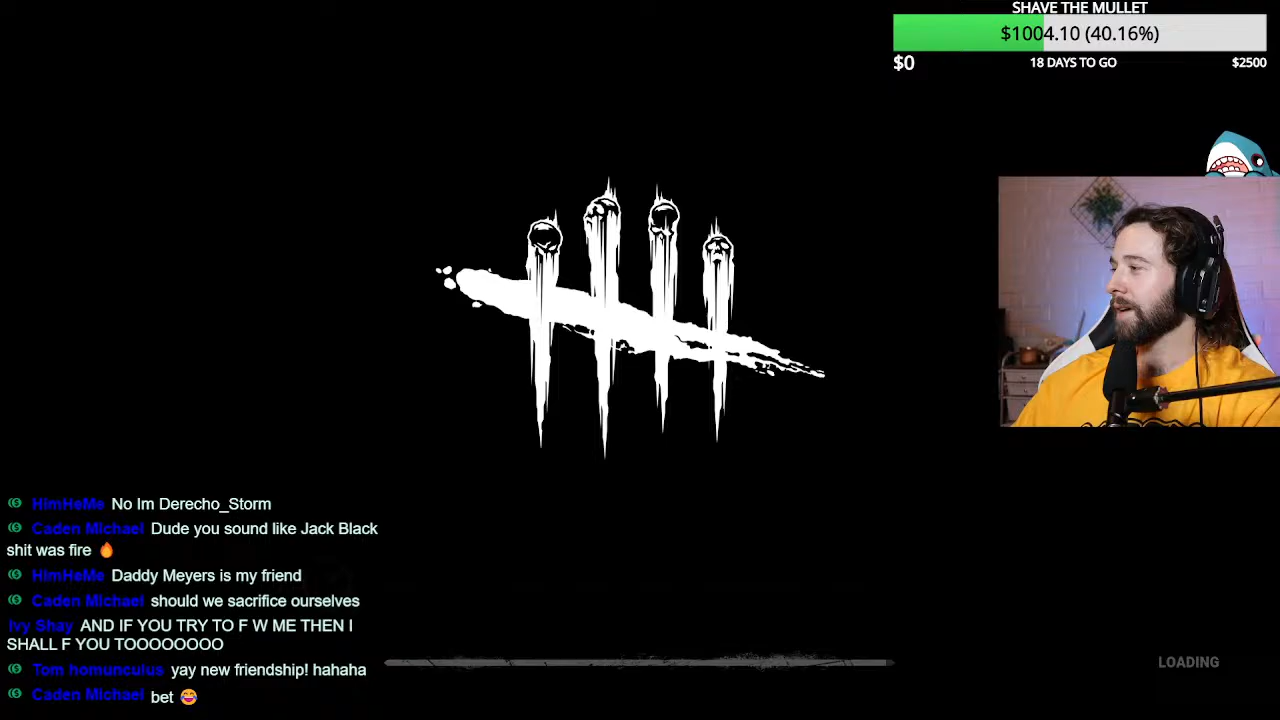 SHAVE THE MULLET
$1004.10 (40.16%)
$0 18 DAYS TO GO $2500
HimHeMe No Im Derecho_Storm
Caden Michael Dude you sound like Jack Black
shit was fire 🔥
HimHeMe Daddy Meyers is my friend
Caden Michael should we sacrifice ourselves
Ivy Shay AND IF YOU TRY TO F W ME THEN I
SHALL F YOU TOOOOOOOO
Tom homunculus yay new friendship! hahaha
Caden Michael bet 😂
LOADING